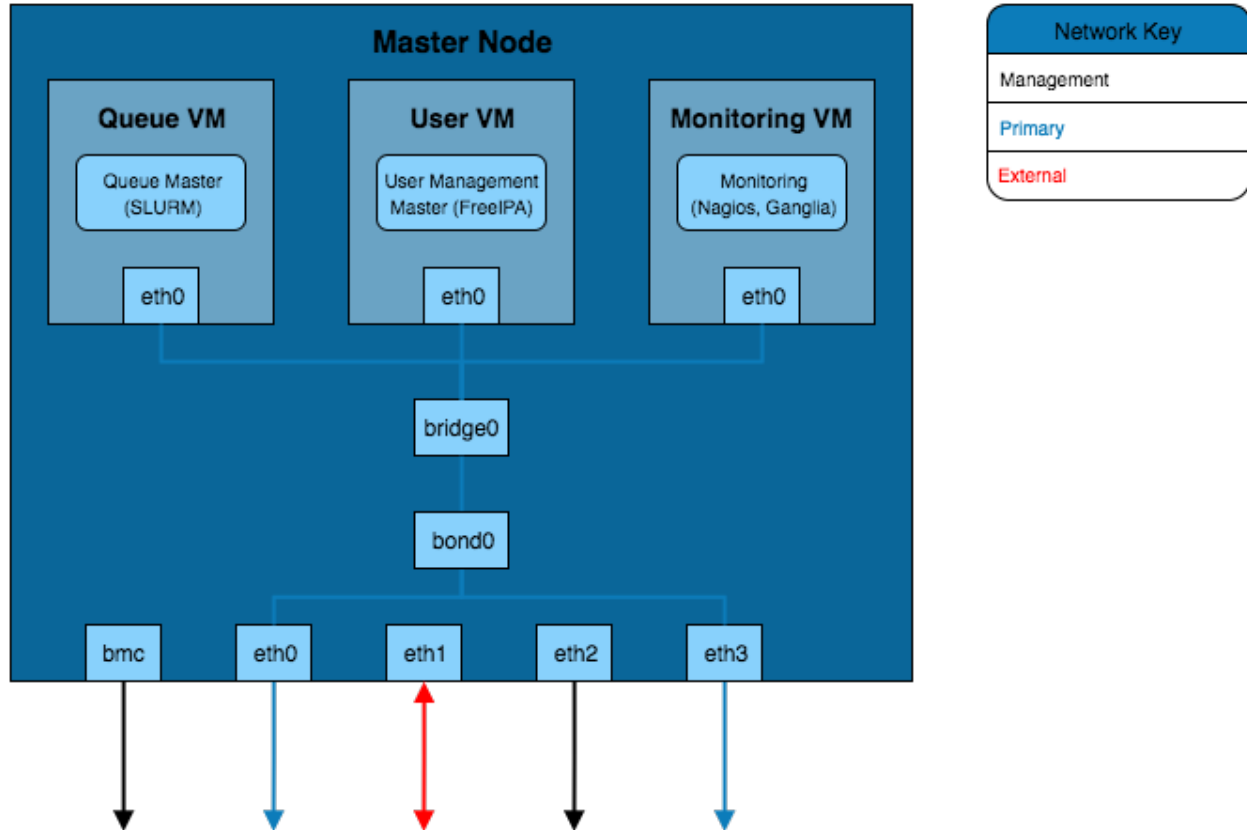 Master Node
Queue VM
Queue Master
(SLURM)
eth0
User VM
User Management
Master (FreeIPA)
eth0
Monitoring VM
Monitoring
(Nagios, Ganglia)
eth0
bridge0
bond0
bmc
eth0
eth1
eth2
eth3
Network Key
Management
Primary
External